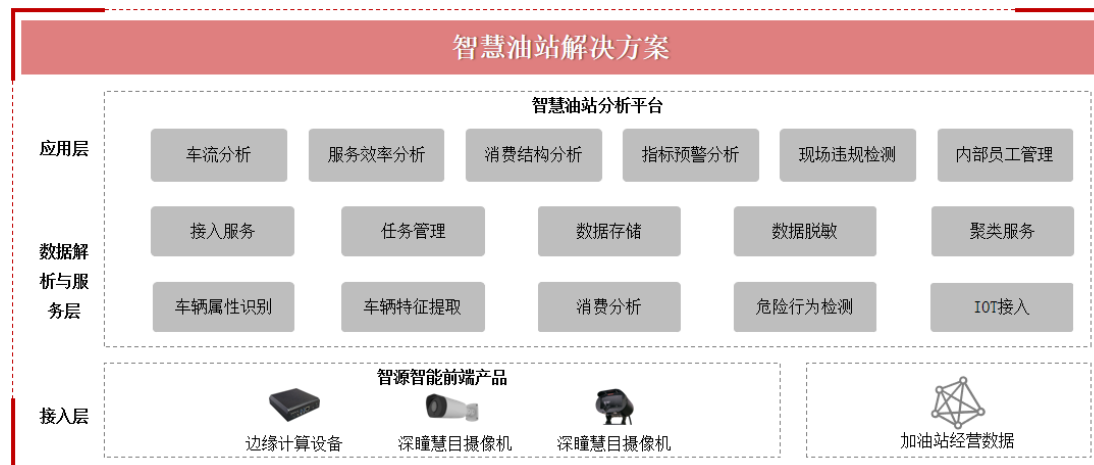 智慧油站解决方案
智慧油站分析平台
应用层
车流分析
服务效率分析
消费结构分析
指标预警分析
现场违规检测
内部员工管理
数据解
析与服
务层
接入服务
任务管理
数据存储
数据脱敏
聚类服务
车辆属性识别
车辆特征提取
消费分析
危险行为检测
IOT接入
接入层
智源智能前端产品
边缘计算设备
深瞳慧目摄像机
深瞳慧目摄像机
加油站经营数据